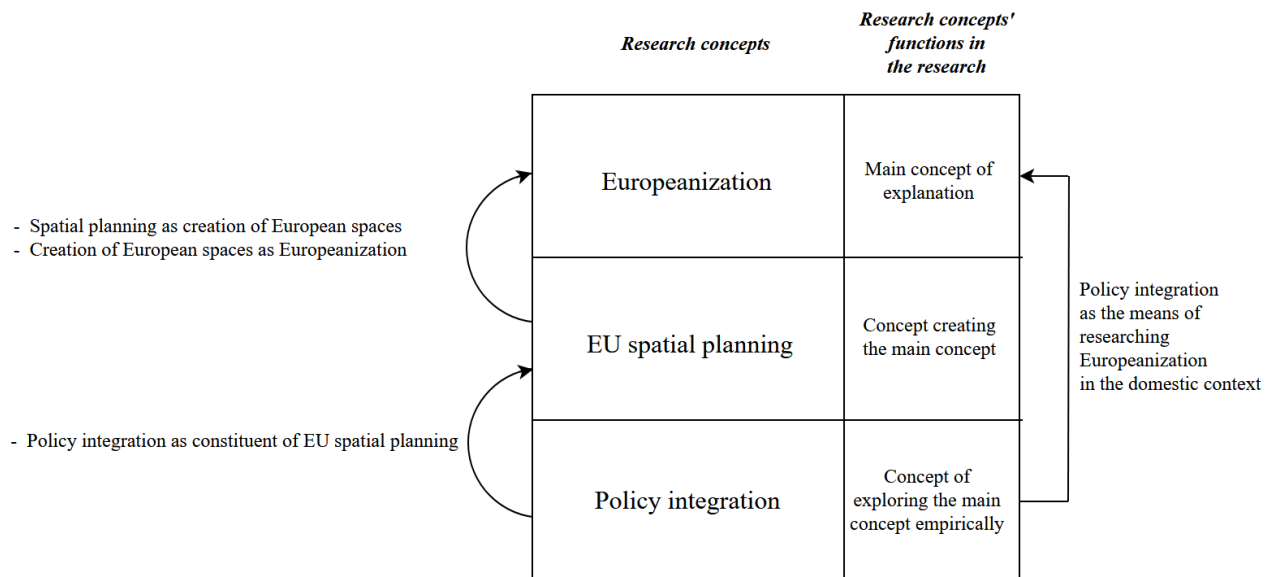 Research concepts
Research concepts'
functions in
the research
Europeanization
Main concept of
explanation
- Spatial planning as creation of European spaces
- Creation of European spaces as Europeanization
EU spatial planning
Concept creating
the main concept
Policy integration
as the means of
researching
Europeanization
in the domestic context
- Policy integration as constituent of EU spatial planning
Policy integration
Concept of
exploring the main
concept empirically